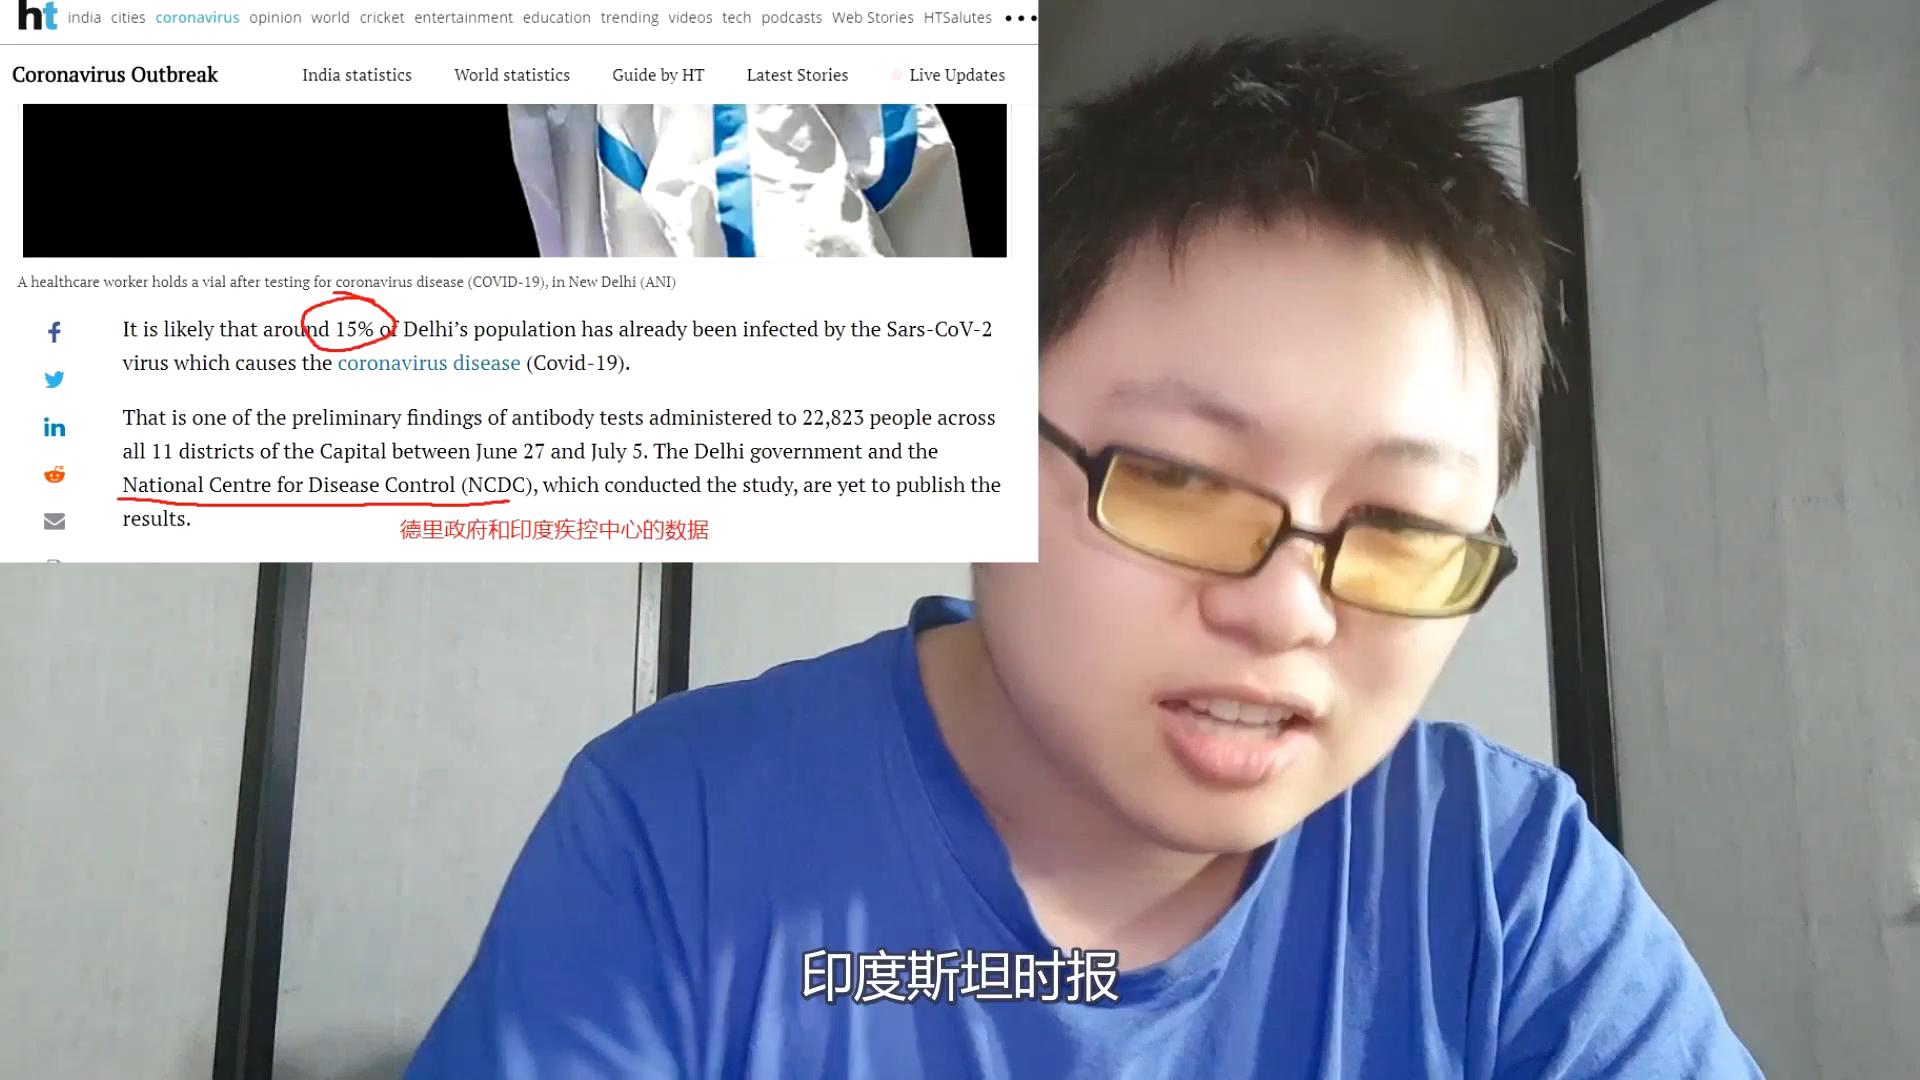 ht india cities coronavirus opinion world cricket entertainment education trending videos tech podcasts Web Stories HTSalutes
Coronavirus Outbreak India statistics World statistics Guide by HT Latest Stories Live Updates
A healthcare worker holds a vial after testing for coronavirus disease (COVID-19), in New Delhi (ANI)
It is likely that around 15% of Delhi’s population has already been infected by the Sars-CoV-2
virus which causes the coronavirus disease (Covid-19).
That is one of the preliminary findings of antibody tests administered to 22,823 people across
all 11 districts of the Capital between June 27 and July 5. The Delhi government and the
National Centre for Disease Control (NCDC), which conducted the study, are yet to publish the
results.
德里政府和印度疾控中心的数据
印度斯坦时报